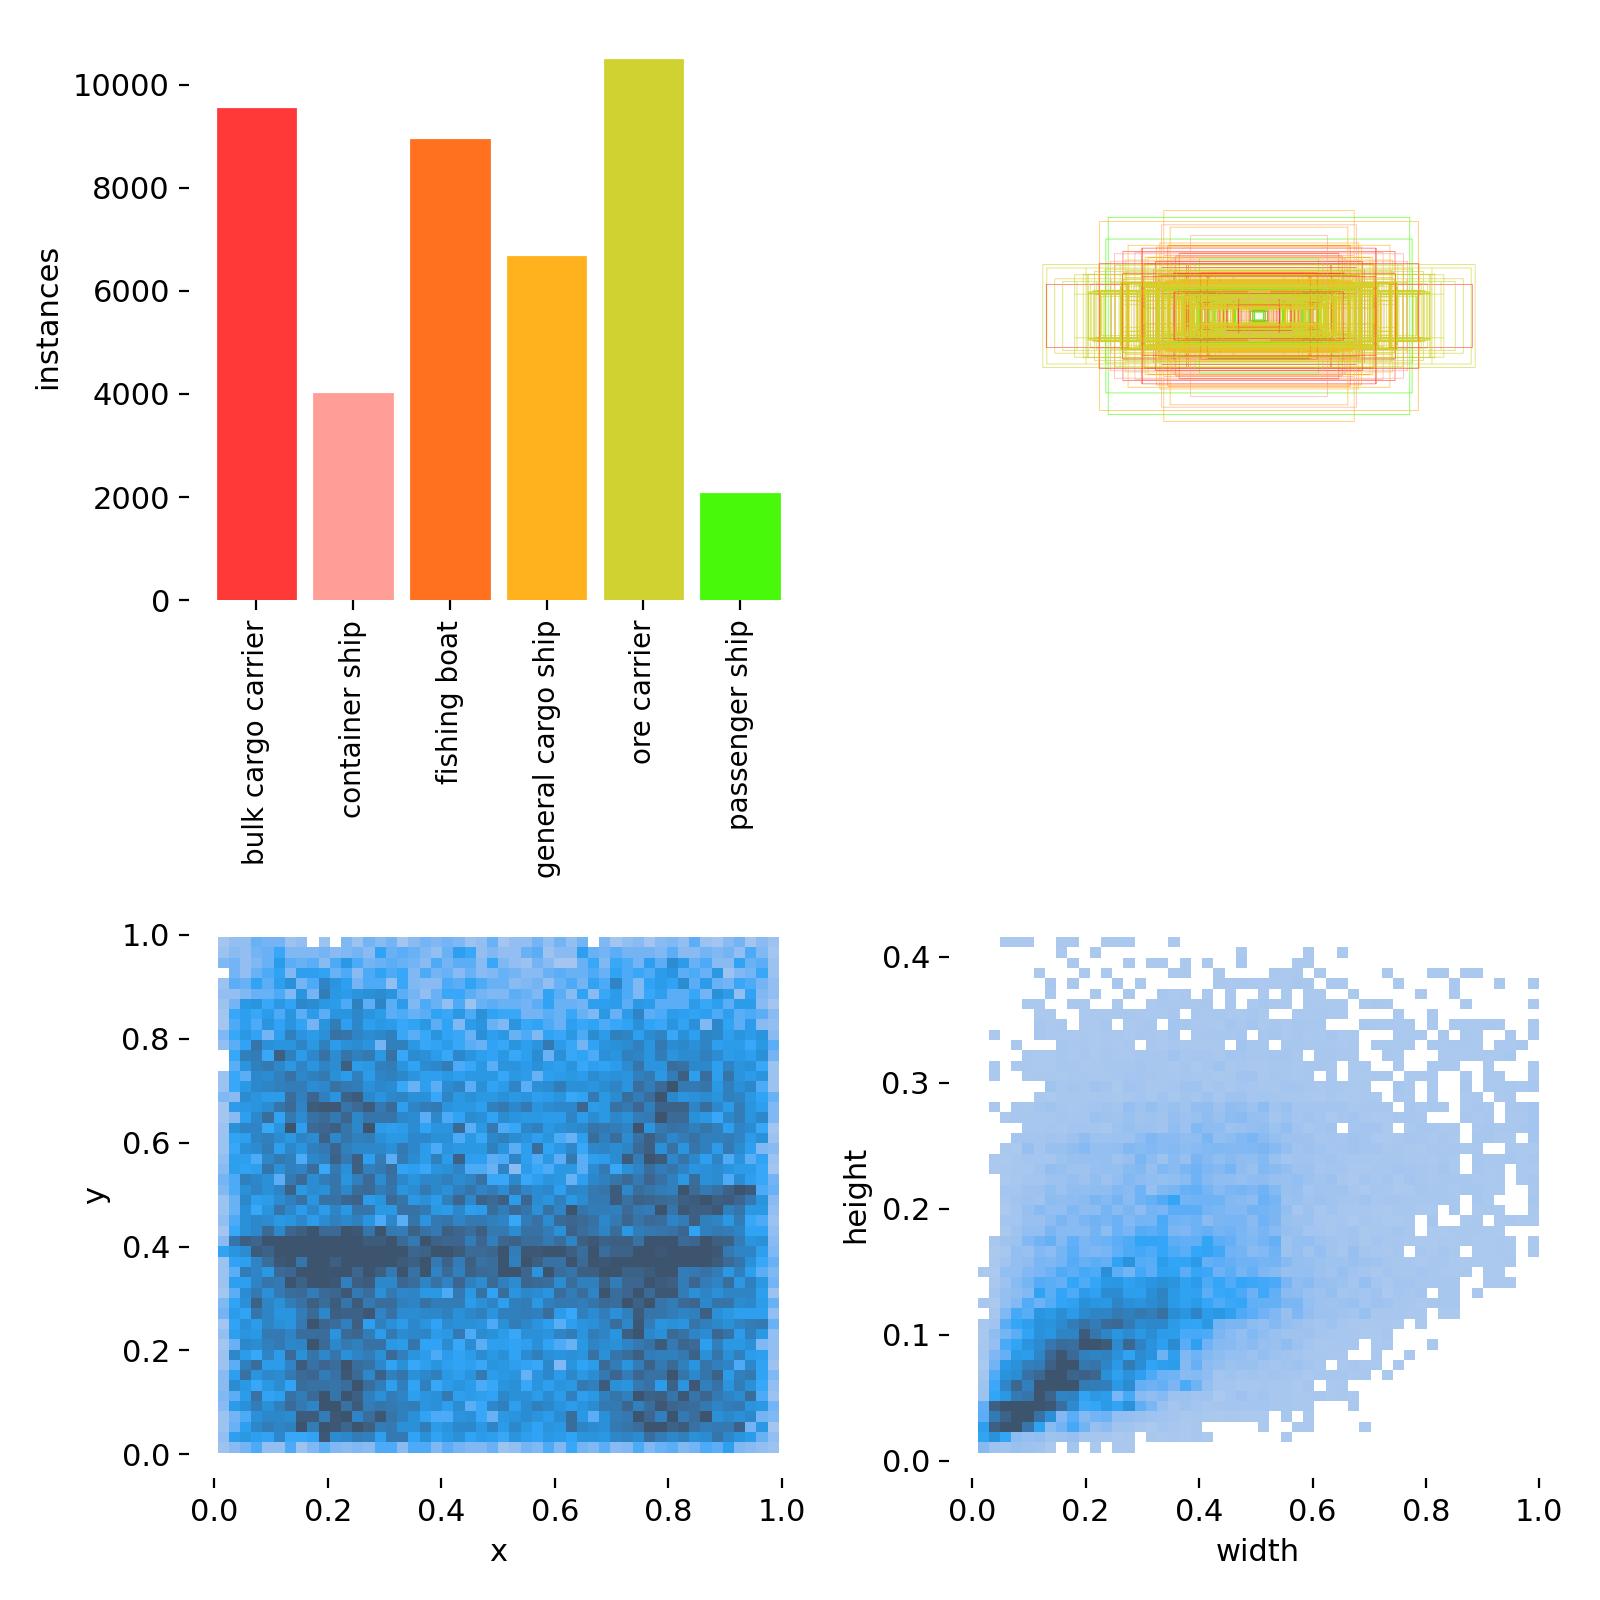 instances
10000
8000
6000
4000
2000
0
bulk cargo carrier
container ship
fishing boat
general cargo ship
ore carrier
passenger ship
y
1.0
0.8
0.6
0.4
0.2
0.0
0.0 0.2 0.4 0.6 0.8 1.0
x
height
0.4
0.3
0.2
0.1
0.0
0.0 0.2 0.4 0.6 0.8 1.0
width